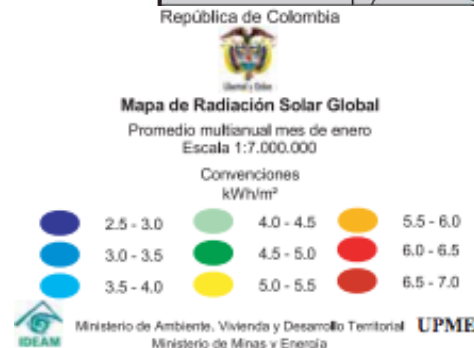 República de Colombia
Libertad y Orden
Mapa de Radiación Solar Global
Promedio multianual mes de enero
Escala 1:7.000.000
Convenciones
kWh/m²
2.5 - 3.0 4.0 - 4.5 5.5 - 6.0
3.0 - 3.5 4.5 - 5.0 6.0 - 6.5
3.5 - 4.0 5.0 - 5.5 6.5 - 7.0
IDEAM
Ministerio de Ambiente, Vivienda y Desarrollo Territorial UPME
Ministerio de Minas y Energía